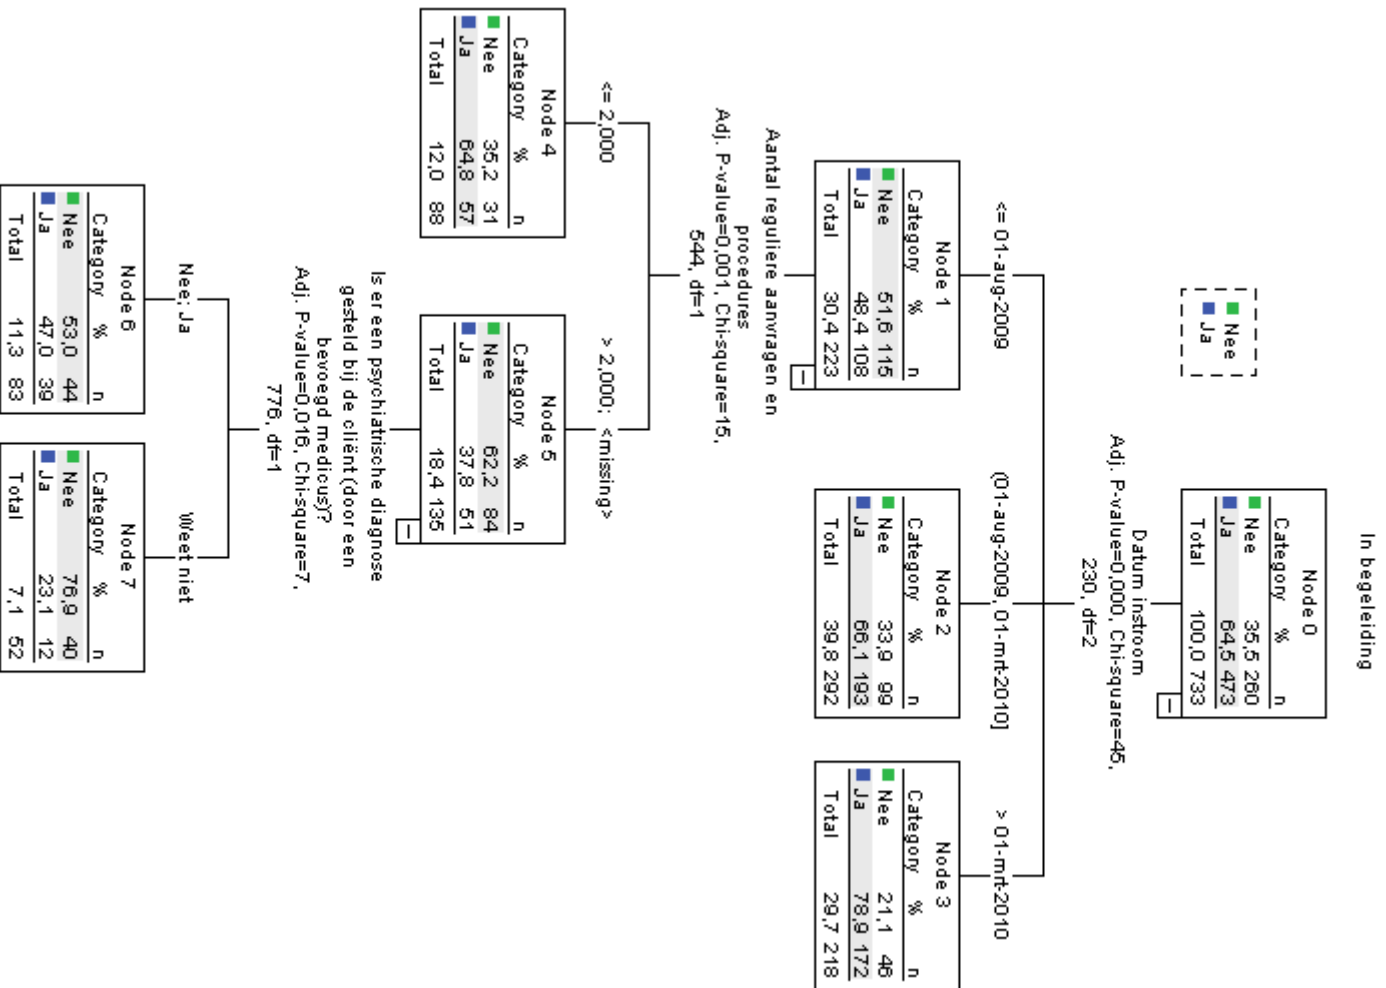 In begeleiding
Node 0
Category % n
Nee 35,5 260
Ja 64,5 473
Total 100,0 733
Nee
Ja
Datum instroom
Adj. P-value=0,000, Chi-square=45,
230, df=2
<= 01-aug-2009
(01-aug-2009, 01-mrt-2010]
> 01-mrt-2010
Node 1
Category % n
Nee 51,6 115
Ja 48,4 108
Total 30,4 223
Node 2
Category % n
Nee 33,9 99
Ja 66,1 193
Total 39,8 292
Node 3
Category % n
Nee 21,1 46
Ja 78,9 172
Total 29,7 218
Aantal reguliere aanvragen en
procedures
Adj. P-value=0,001, Chi-square=15,
544, df=1
<= 2,000
> 2,000; <missing>
Node 4
Category % n
Nee 35,2 31
Ja 64,8 57
Total 12,0 88
Node 5
Category % n
Nee 62,2 84
Ja 37,8 51
Total 18,4 135
Is er een psychiatrische diagnose
gesteld bij de cliënt (door een
bevoegd medicus)?
Adj. P-value=0,016, Chi-square=7,
776, df=1
Nee; Ja
Weet niet
Node 6
Category % n
Nee 53,0 44
Ja 47,0 39
Total 11,3 83
Node 7
Category % n
Nee 76,9 40
Ja 23,1 12
Total 7,1 52